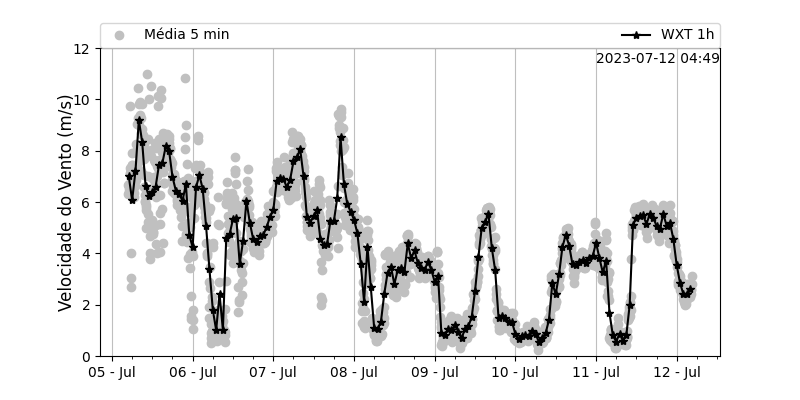 Média 5 min
WXT 1h
2023-07-12 04:49
Velocidade do Vento (m/s)
12
10
8
6
4
2
0
05 - Jul
06 - Jul
07 - Jul
08 - Jul
09 - Jul
10 - Jul
11 - Jul
12 - Jul